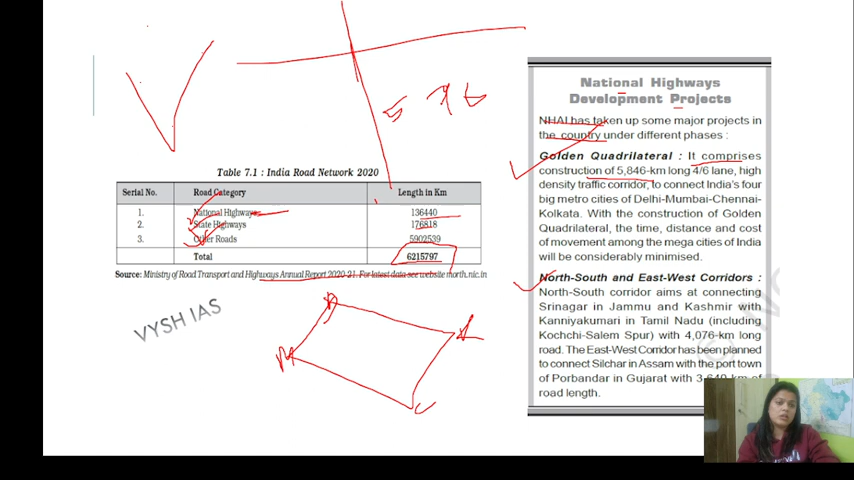 National Highways
Development Projects
NHAI has taken up some major projects in
the country under different phases :
Golden Quadrilateral : It comprises
construction of 5,846-km long 4/6 lane, high
density traffic corridor, to connect India's four
big metro cities of Delhi-Mumbai-Chennai-
Kolkata. With the construction of Golden
Quadrilateral, the time, distance and cost
of movement among the mega cities of India
will be considerably minimised.
North-South and East-West Corridors :
North-South corridor aims at connecting
Srinagar in Jammu and Kashmir with
Kanniyakumari in Tamil Nadu (including
Kochchi-Salem Spur) with 4,076-km long
road. The East-West Corridor has been planned
to connect Silchar in Assam with the port town
of Porbandar in Gujarat with 3,640 km of
road length.
Table 7.1 : India Road Network 2020
Serial No. Road Category Length in Km
1. National Highways 136440
2. State Highways 176818
3. Other Roads 5902539
Total 6215797
Source: Ministry of Road Transport and Highways Annual Report 2020-21. For latest data see website morth.nic.in
VYSH IAS
D
M
C